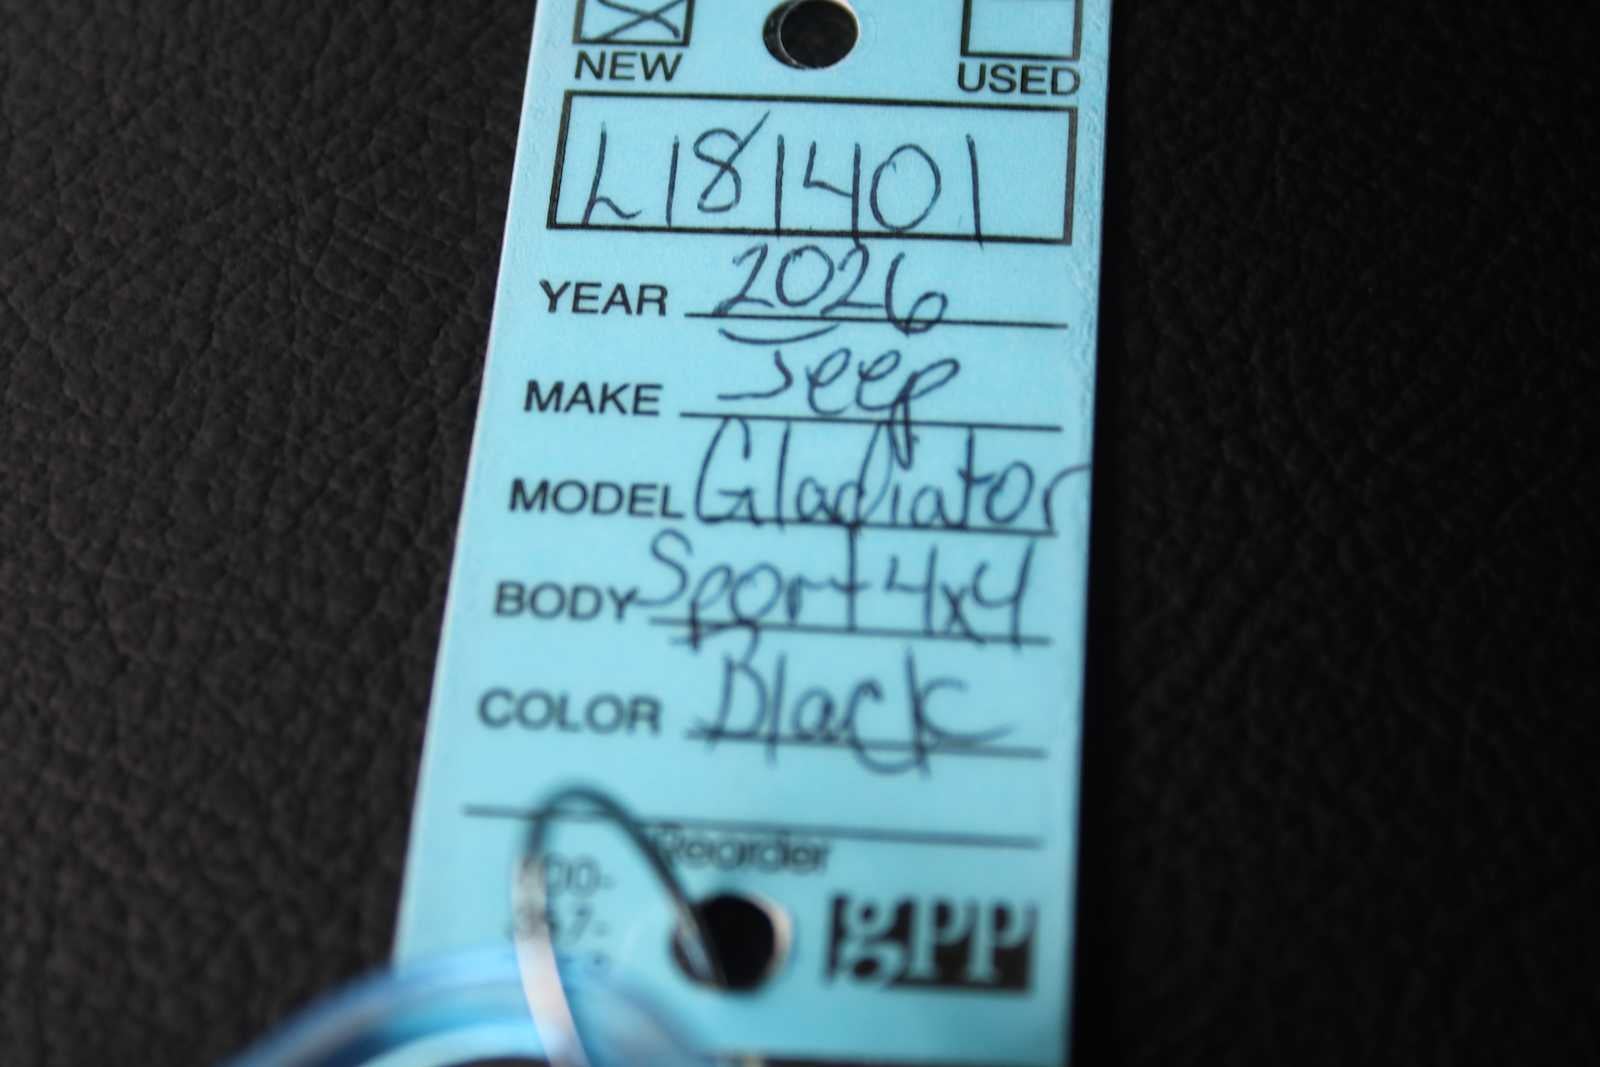 NEW USED
L181401
YEAR 2026
MAKE Jeep
MODEL Gladiator
BODY Sport 4x4
COLOR Black
Reorder
gpp